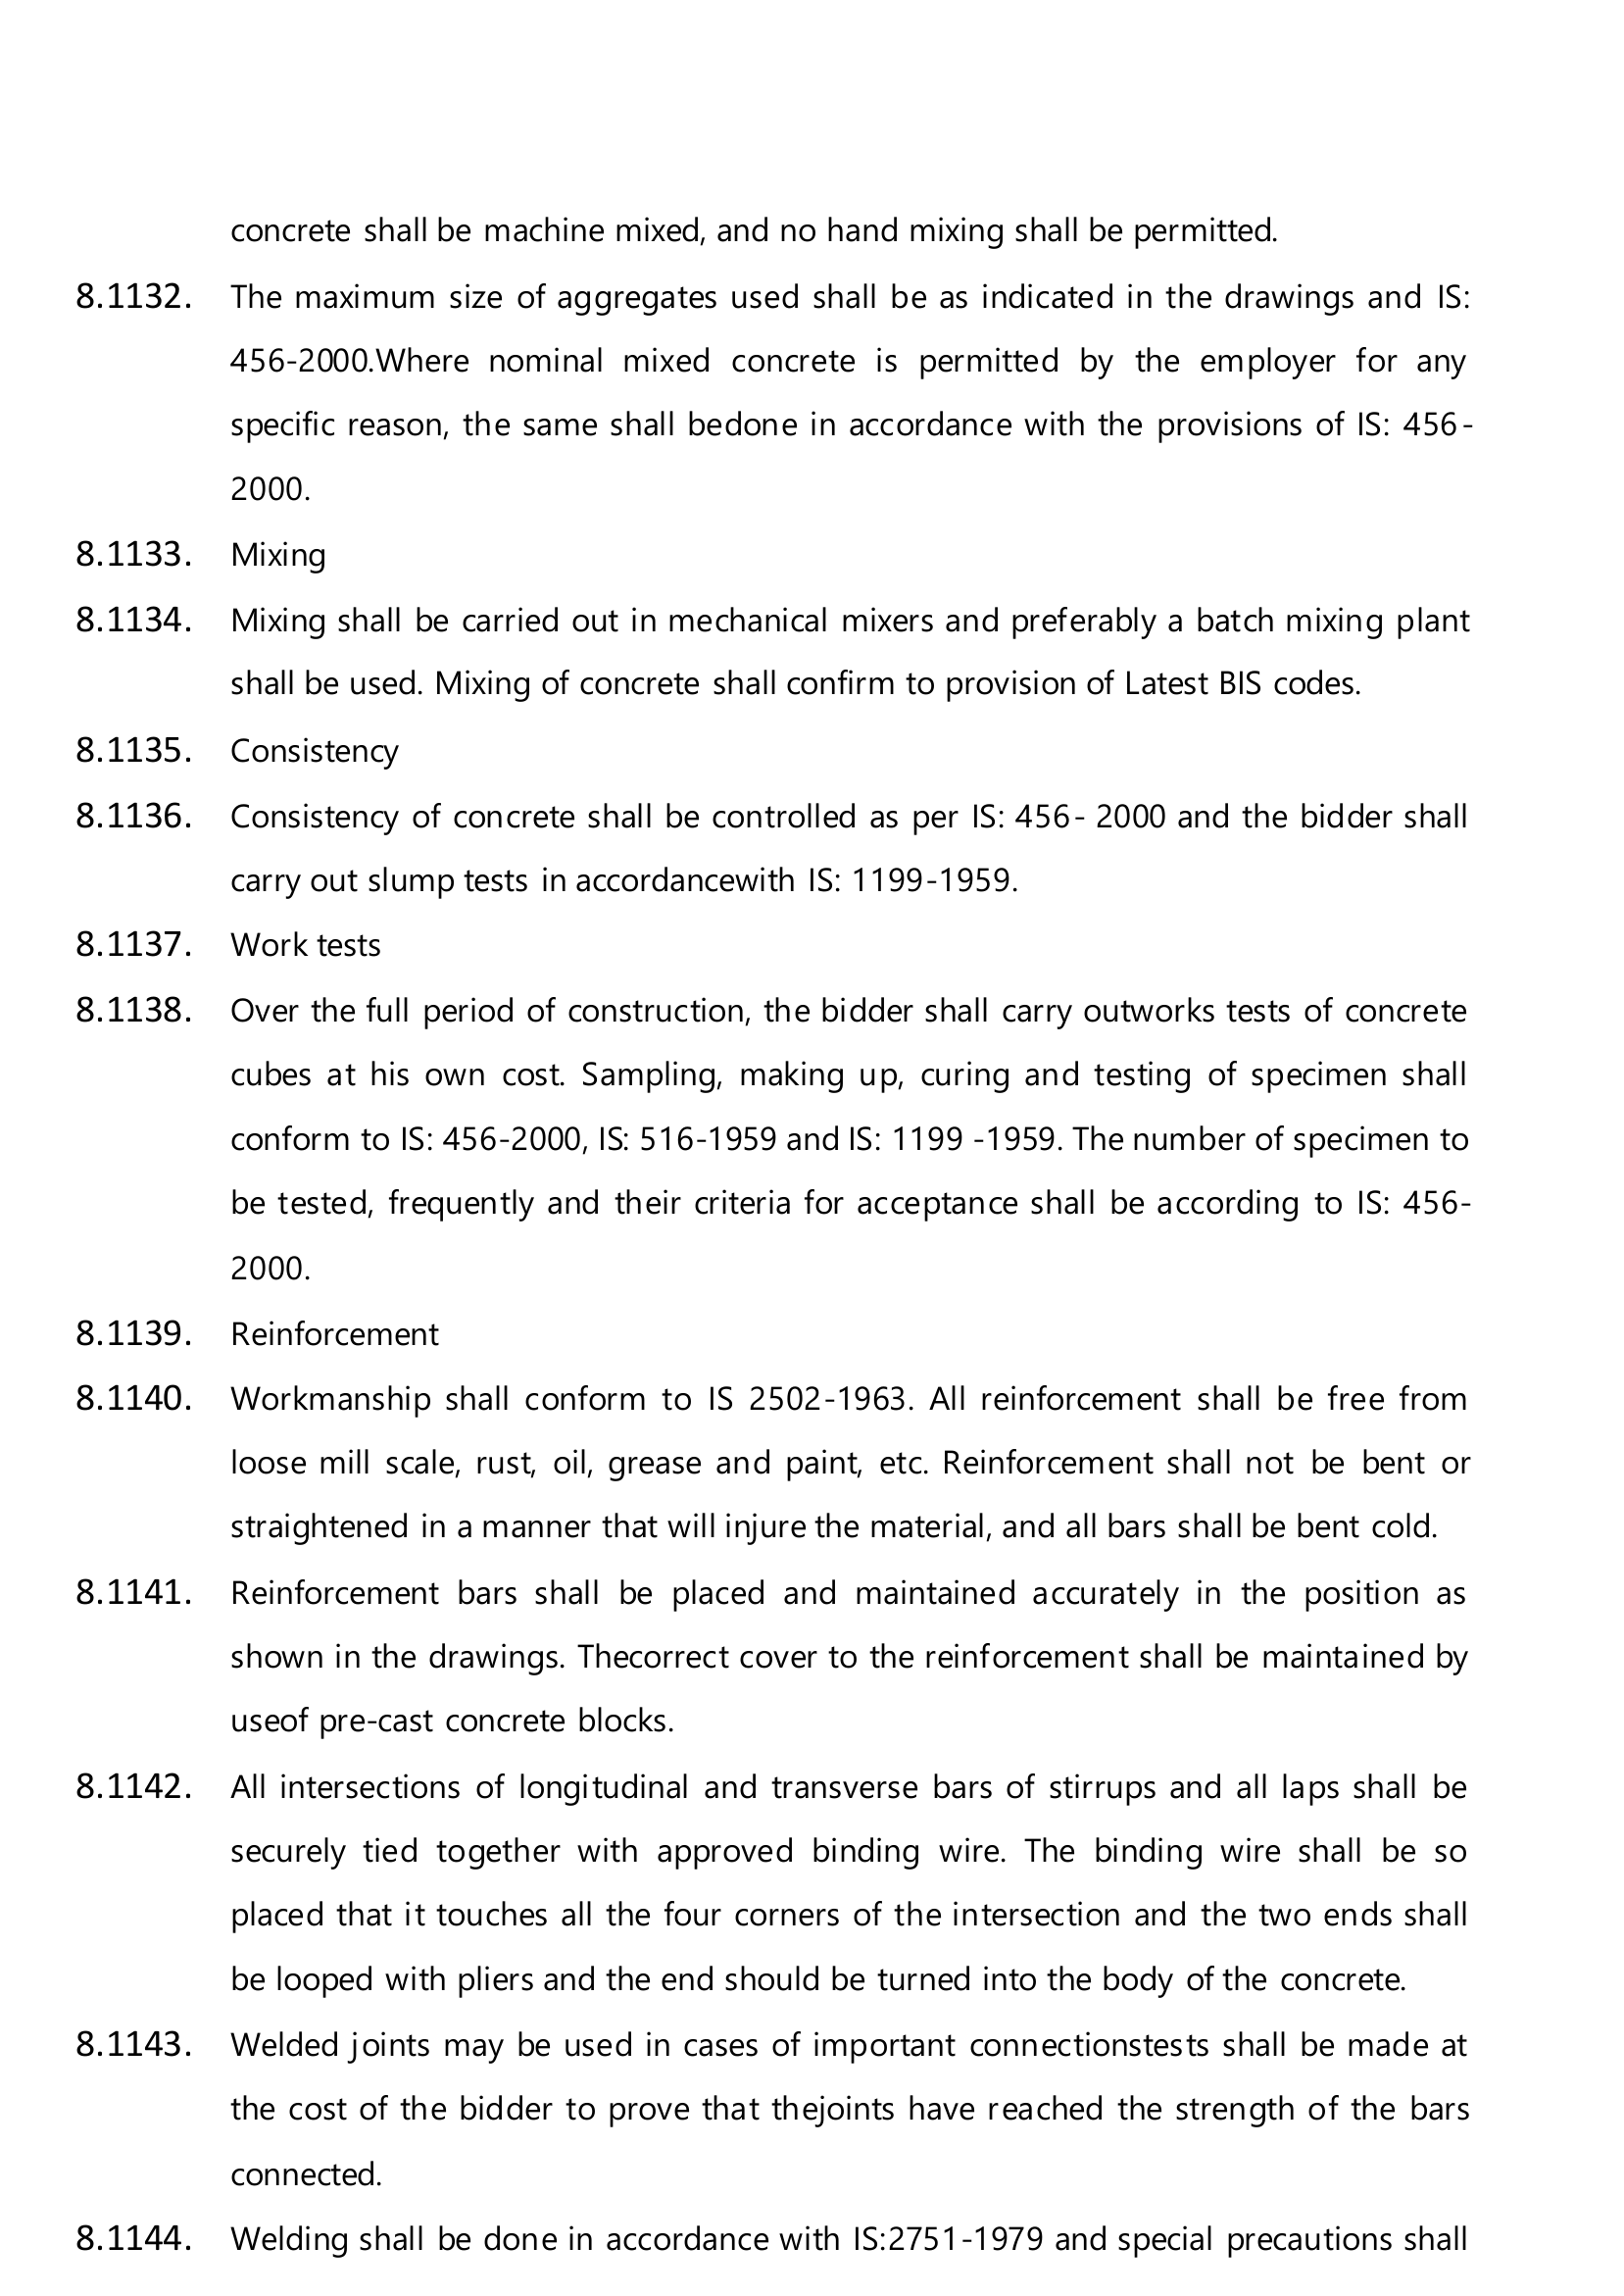 concrete shall be machine mixed, and no hand mixing shall be permitted.
8.1132. The maximum size of aggregates used shall be as indicated in the drawings and IS:
456-2000.Where nominal mixed concrete is permitted by the employer for any
specific reason, the same shall bedone in accordance with the provisions of IS: 456-
2000.
8.1133. Mixing
8.1134. Mixing shall be carried out in mechanical mixers and preferably a batch mixing plant
shall be used. Mixing of concrete shall confirm to provision of Latest BIS codes.
8.1135. Consistency
8.1136. Consistency of concrete shall be controlled as per IS: 456- 2000 and the bidder shall
carry out slump tests in accordancewith IS: 1199-1959.
8.1137. Work tests
8.1138. Over the full period of construction, the bidder shall carry outworks tests of concrete
cubes at his own cost. Sampling, making up, curing and testing of specimen shall
conform to IS: 456-2000, IS: 516-1959 and IS: 1199 -1959. The number of specimen to
be tested, frequently and their criteria for acceptance shall be according to IS: 456-
2000.
8.1139. Reinforcement
8.1140. Workmanship shall conform to IS 2502-1963. All reinforcement shall be free from
loose mill scale, rust, oil, grease and paint, etc. Reinforcement shall not be bent or
straightened in a manner that will injure the material, and all bars shall be bent cold.
8.1141. Reinforcement bars shall be placed and maintained accurately in the position as
shown in the drawings. Thecorrect cover to the reinforcement shall be maintained by
useof pre-cast concrete blocks.
8.1142. All intersections of longitudinal and transverse bars of stirrups and all laps shall be
securely tied together with approved binding wire. The binding wire shall be so
placed that it touches all the four corners of the intersection and the two ends shall
be looped with pliers and the end should be turned into the body of the concrete.
8.1143. Welded joints may be used in cases of important connectionstests shall be made at
the cost of the bidder to prove that thejoints have reached the strength of the bars
connected.
8.1144. Welding shall be done in accordance with IS:2751-1979 and special precautions shall